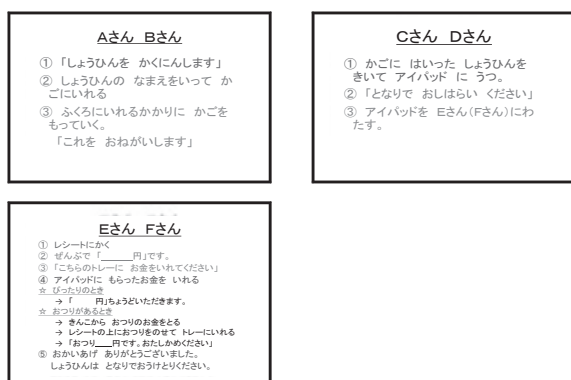 Aさん Bさん
① 「しょうひんを かくにんします」
② しょうひんの なまえをいって か
ごにいれる
③ ふくろにいれるかかりに かごを
もっていく。
「これを おねがいします」
Cさん Dさん
① かごに はいった しょうひんを
きいて アイパッド に うつ。
② 「となりで おしはらい ください」
③ アイパッドを Eさん(Fさん)にわ
たす。
Eさん Fさん
① レシートにかく
② ぜんぶで 「______円」です。
③ 「こちらのトレーに お金をいれてください」
④ アイパッドに もらったお金を いれる
☆ ぴったりのとき
→ 「 円」ちょうどいただきます。
☆ おつりがあるとき
→ きんこから おつりのお金をとる
→ レシートの上におつりをのせて トレーにいれる
→ 「おつり____円です。おたしかめください」
⑤ おかいあげ ありがとうございました。
しょうひんは となりでおうけとりください。